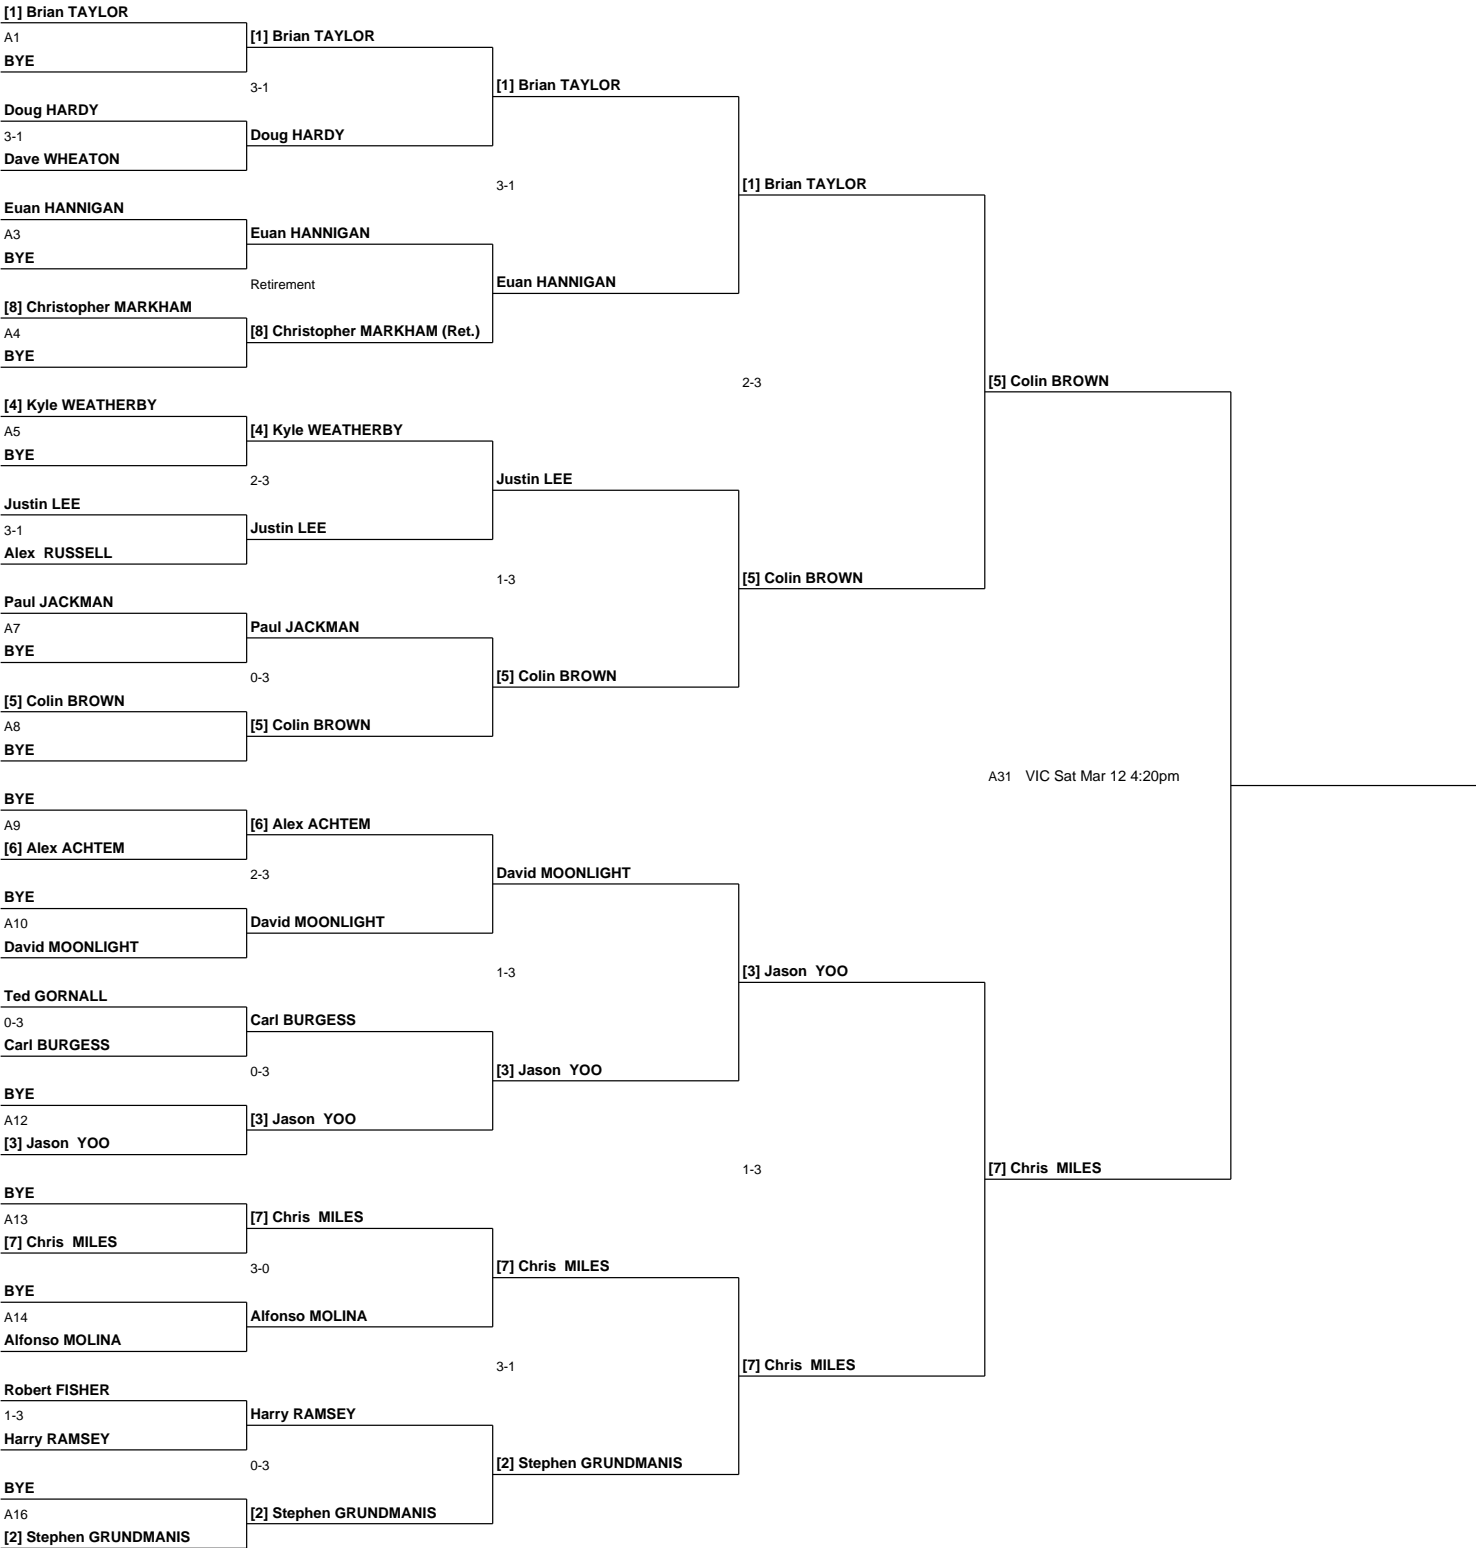 [1] Brian TAYLOR
A1
[1] Brian TAYLOR
BYE
3-1
[1] Brian TAYLOR
Doug HARDY
3-1
Doug HARDY
Dave WHEATON
3-1
[1] Brian TAYLOR
Euan HANNIGAN
A3
Euan HANNIGAN
BYE
Retirement
Euan HANNIGAN
[8] Christopher MARKHAM
A4
[8] Christopher MARKHAM (Ret.)
BYE
2-3
[5] Colin BROWN
[4] Kyle WEATHERBY
A5
[4] Kyle WEATHERBY
BYE
2-3
Justin LEE
Justin LEE
3-1
Justin LEE
Alex RUSSELL
1-3
[5] Colin BROWN
Paul JACKMAN
A7
Paul JACKMAN
BYE
0-3
[5] Colin BROWN
[5] Colin BROWN
A8
[5] Colin BROWN
BYE
A31 VIC Sat Mar 12 4:20pm
BYE
A9
[6] Alex ACHTEM
[6] Alex ACHTEM
2-3
David MOONLIGHT
BYE
A10
David MOONLIGHT
David MOONLIGHT
1-3
[3] Jason YOO
Ted GORNALL
0-3
Carl BURGESS
Carl BURGESS
0-3
[3] Jason YOO
BYE
A12
[3] Jason YOO
[3] Jason YOO
1-3
[7] Chris MILES
BYE
A13
[7] Chris MILES
[7] Chris MILES
3-0
[7] Chris MILES
BYE
A14
Alfonso MOLINA
Alfonso MOLINA
3-1
[7] Chris MILES
Robert FISHER
1-3
Harry RAMSEY
Harry RAMSEY
0-3
[2] Stephen GRUNDMANIS
BYE
A16
[2] Stephen GRUNDMANIS
[2] Stephen GRUNDMANIS